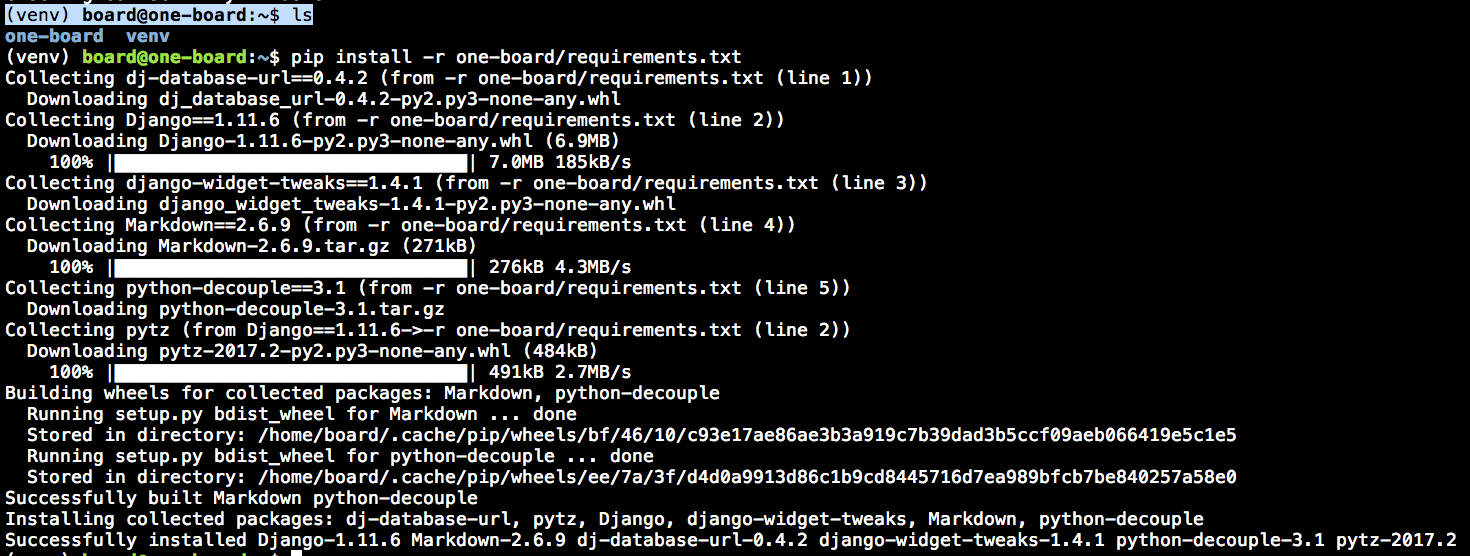 (venv) board@one-board:~$ ls
one-board  venv
(venv) board@one-board:~$ pip install -r one-board/requirements.txt
Collecting dj-database-url==0.4.2 (from -r one-board/requirements.txt (line 1))
  Downloading dj_database_url-0.4.2-py2.py3-none-any.whl
Collecting Django==1.11.6 (from -r one-board/requirements.txt (line 2))
  Downloading Django-1.11.6-py2.py3-none-any.whl (6.9MB)
    100% |████████████████████████████████| 7.0MB 185kB/s
Collecting django-widget-tweaks==1.4.1 (from -r one-board/requirements.txt (line 3))
  Downloading django_widget_tweaks-1.4.1-py2.py3-none-any.whl
Collecting Markdown==2.6.9 (from -r one-board/requirements.txt (line 4))
  Downloading Markdown-2.6.9.tar.gz (271kB)
    100% |████████████████████████████████| 276kB 4.3MB/s
Collecting python-decouple==3.1 (from -r one-board/requirements.txt (line 5))
  Downloading python-decouple-3.1.tar.gz
Collecting pytz (from Django==1.11.6->-r one-board/requirements.txt (line 2))
  Downloading pytz-2017.2-py2.py3-none-any.whl (484kB)
    100% |████████████████████████████████| 491kB 2.7MB/s
Building wheels for collected packages: Markdown, python-decouple
  Running setup.py bdist_wheel for Markdown ... done
  Stored in directory: /home/board/.cache/pip/wheels/bf/46/10/c93e17ae86ae3b3a919c7b39dad3b5ccf09aeb066419e5c1e5
  Running setup.py bdist_wheel for python-decouple ... done
  Stored in directory: /home/board/.cache/pip/wheels/ee/7a/3f/d4d0a9913d86c1b9cd8445716d7ea989bfcb7be840257a58e0
Successfully built Markdown python-decouple
Installing collected packages: dj-database-url, pytz, Django, django-widget-tweaks, Markdown, python-decouple
Successfully installed Django-1.11.6 Markdown-2.6.9 dj-database-url-0.4.2 django-widget-tweaks-1.4.1 python-decouple-3.1 pytz-2017.2